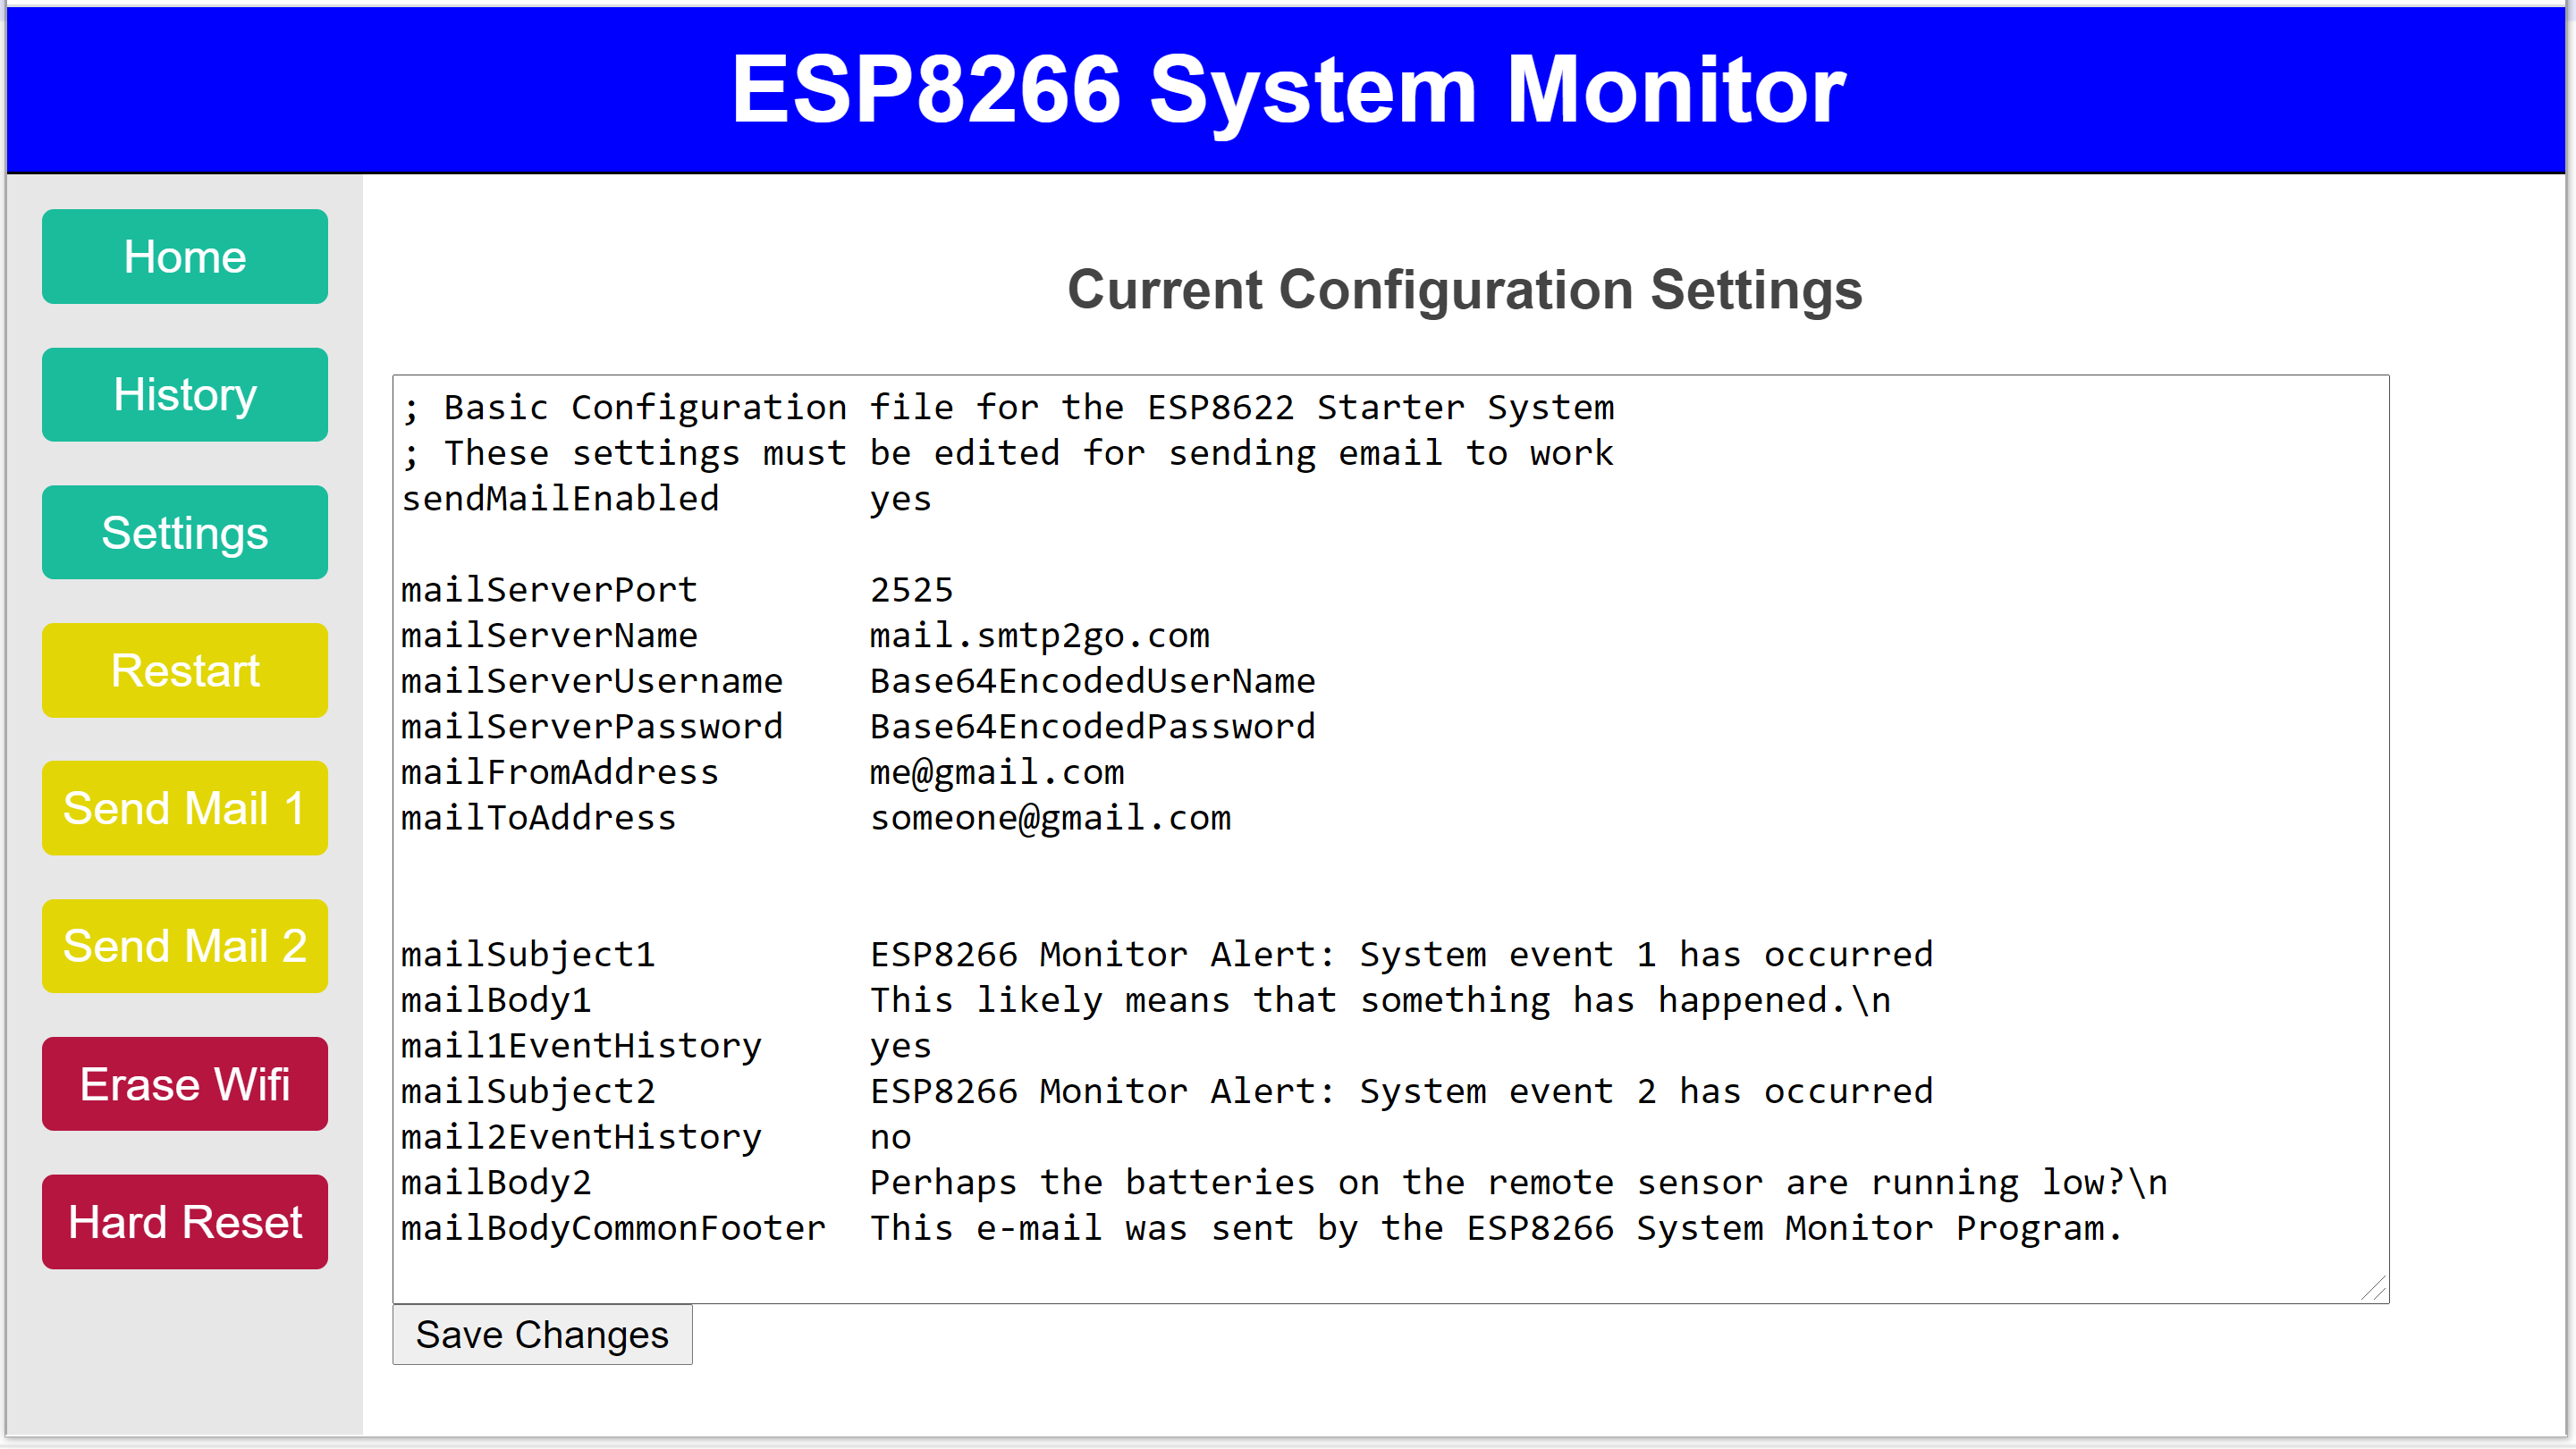 ESP8266 System Monitor
Home
History
Settings
Restart
Send Mail 1
Send Mail 2
Erase Wifi
Hard Reset
Current Configuration Settings
; Basic Configuration file for the ESP8622 Starter System
; These settings must be edited for sending email to work
sendMailEnabled       yes
mailServerPort        2525
mailServerName        mail.smtp2go.com
mailServerUsername    Base64EncodedUserName
mailServerPassword    Base64EncodedPassword
mailFromAddress       me@gmail.com
mailToAddress         someone@gmail.com
mailSubject1          ESP8266 Monitor Alert: System event 1 has occurred
mailBody1             This likely means that something has happened.\n
mail1EventHistory     yes
mailSubject2          ESP8266 Monitor Alert: System event 2 has occurred
mail2EventHistory     no
mailBody2             Perhaps the batteries on the remote sensor are running low?\n
mailBodyCommonFooter  This e-mail was sent by the ESP8266 System Monitor Program.
Save Changes